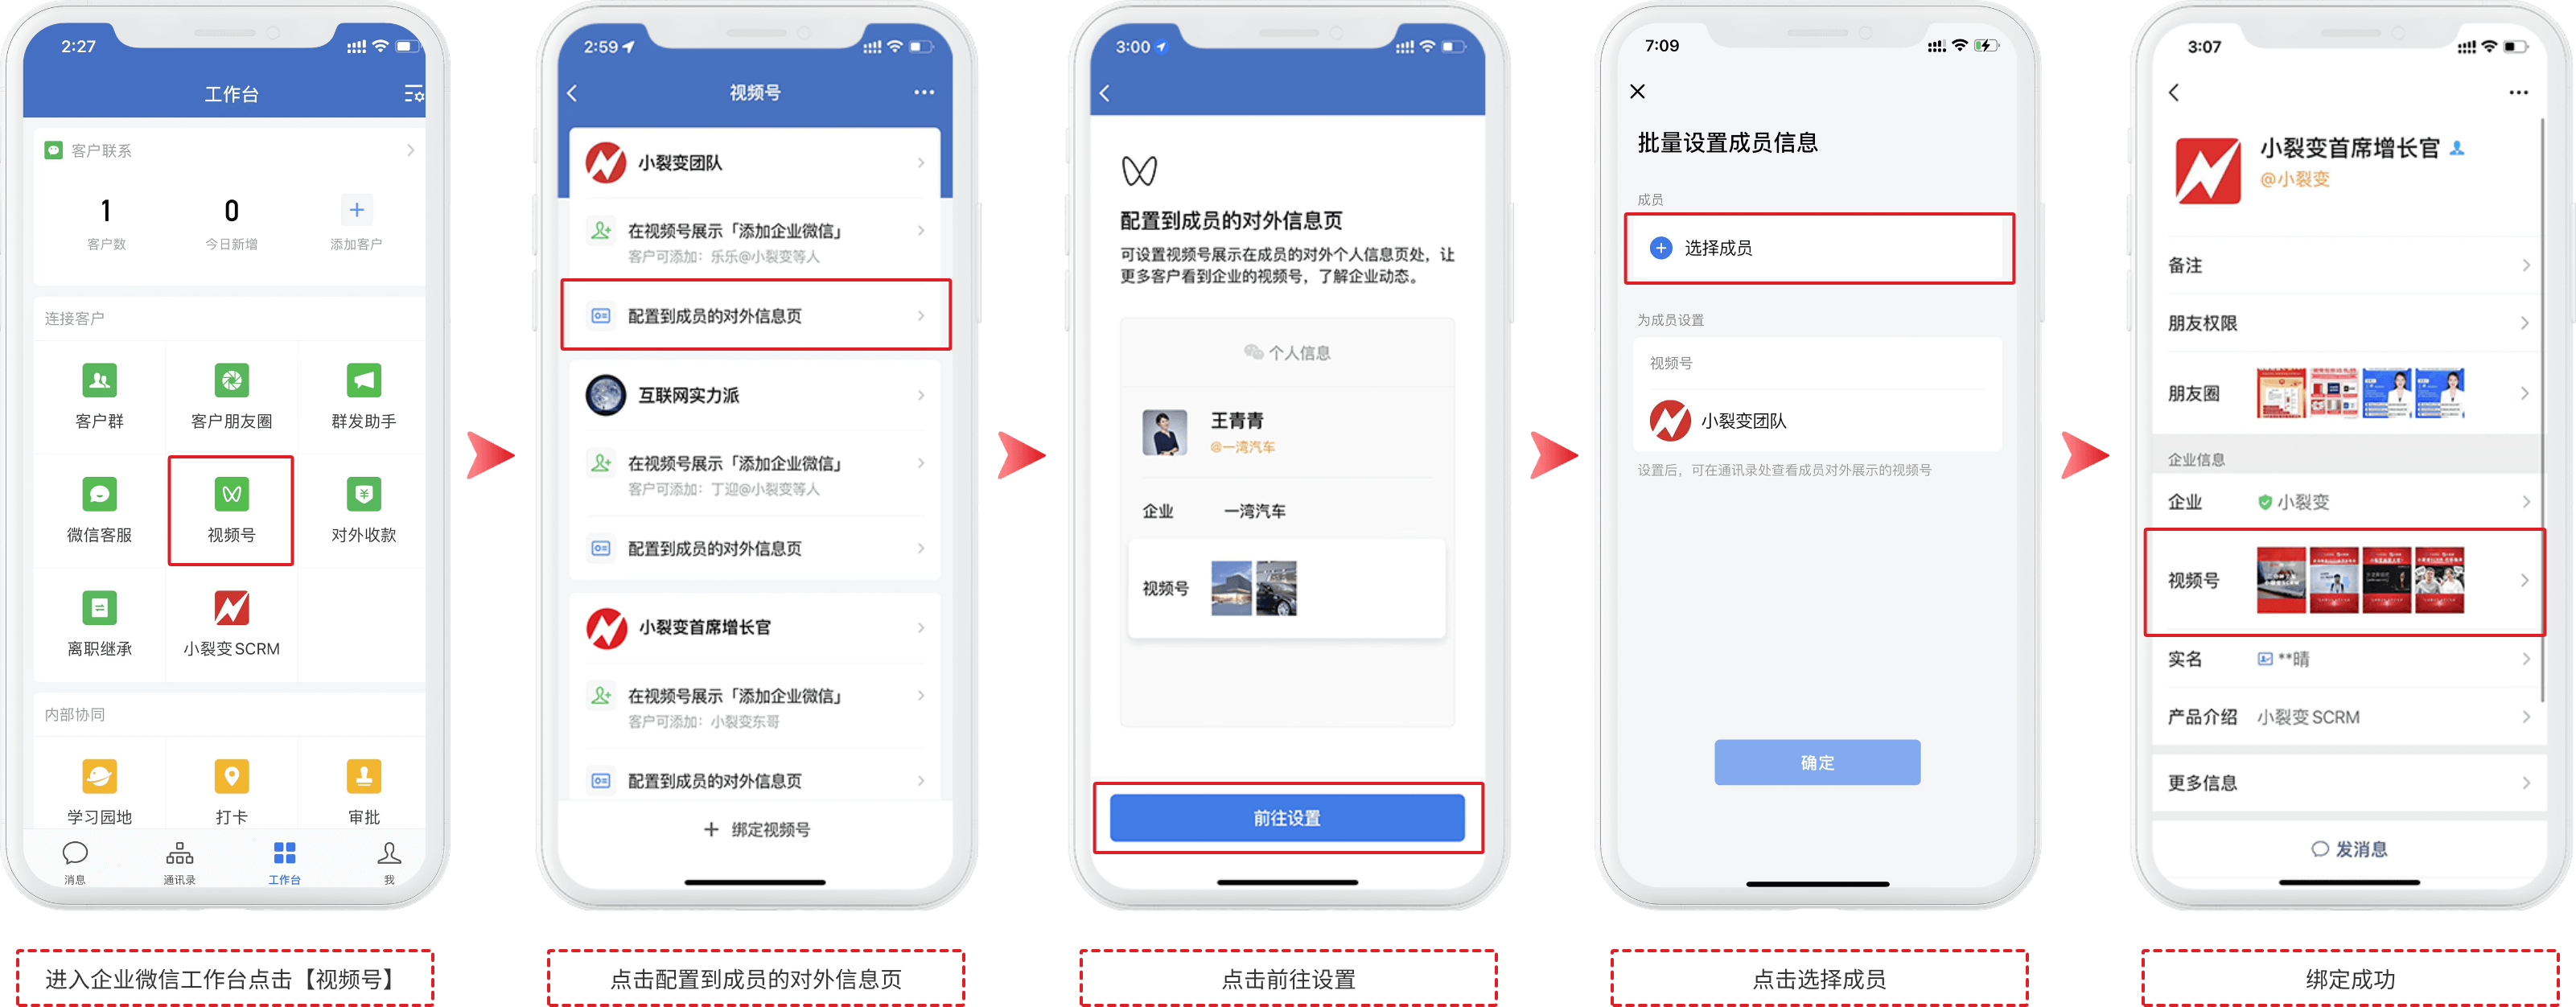 2:27
工作台
客户联系
1
0
客户数
今日新增
添加客户
连接客户
客户群
客户朋友圈
群发助手
微信客服
视频号
对外收款
离职继承
小裂变SCRM
内部协同
学习园地
打卡
审批
消息
通讯录
工作台
我
进入企业微信工作台点击【视频号】
2:59
视频号
小裂变团队
在视频号展示「添加企业微信」
客户可添加：乐乐@小裂变等人
配置到成员的对外信息页
互联网实力派
在视频号展示「添加企业微信」
客户可添加：丁迎@小裂变等人
配置到成员的对外信息页
小裂变首席增长官
在视频号展示「添加企业微信」
客户可添加：小裂变东哥
配置到成员的对外信息页
绑定视频号
点击配置到成员的对外信息页
3:00
配置到成员的对外信息页
可设置视频号展示在成员的对外个人信息页处，让
更多客户看到企业的视频号，了解企业动态。
个人信息
王青青
@一湾汽车
企业 一湾汽车
视频号
前往设置
点击前往设置
7:09
批量设置成员信息
成员
选择成员
为成员设置
视频号
小裂变团队
设置后，可在通讯录处查看成员对外展示的视频号
确定
点击选择成员
3:07
小裂变首席增长官
@小裂变
备注
朋友权限
朋友圈
企业信息
企业 小裂变
视频号
实名 **晴
产品介绍 小裂变SCRM
更多信息
发消息
绑定成功